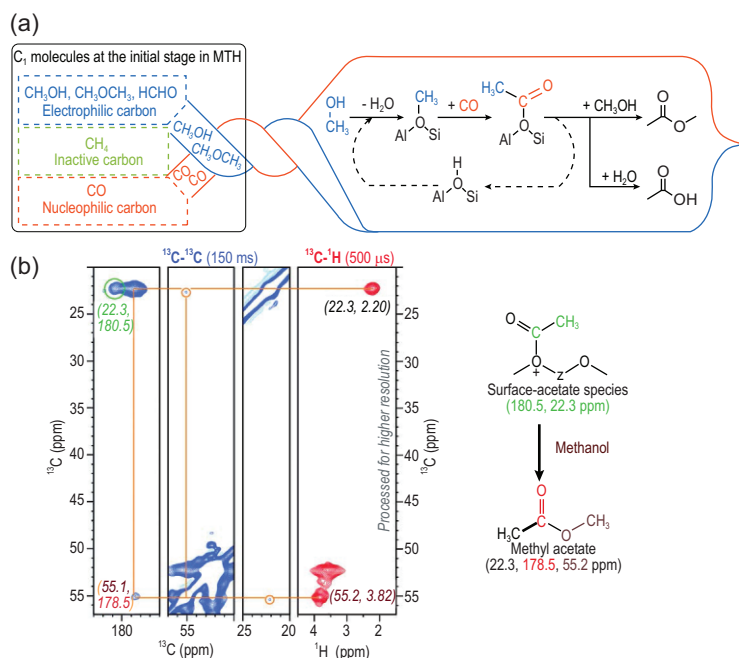 (a)
C₁ molecules at the initial stage in MTH
CH₃OH, CH₃OCH₃, HCHO
Electrophilic carbon
CH₄
Inactive carbon
CO
Nucleophilic carbon
CH₃OH
CH₃OCH₃
CO
CO
OH
CH₃
- H₂O
CH₃
O
Al
Si
+ CO
H₃C
C
O
O
Al
Si
H
O
Al
Si
+ CH₃OH
O
O
+ H₂O
O
OH
(b)
¹³C-¹³C (150 ms)
¹³C-¹H (500 µs)
(22.3,
180.5)
(22.3, 2.20)
(55.1,
178.5)
(55.2, 3.82)
Processed for higher resolution
¹³C (ppm)
25
30
35
40
45
50
55
180
55
25
20
¹³C (ppm)
4
3
2
¹H (ppm)
25
30
35
40
45
50
55
¹³C (ppm)
O
C
CH₃
O
+
Z
O
Surface-acetate species
(180.5, 22.3 ppm)
Methanol
O
H₃C
C
O
CH₃
Methyl acetate
(22.3, 178.5, 55.2 ppm)